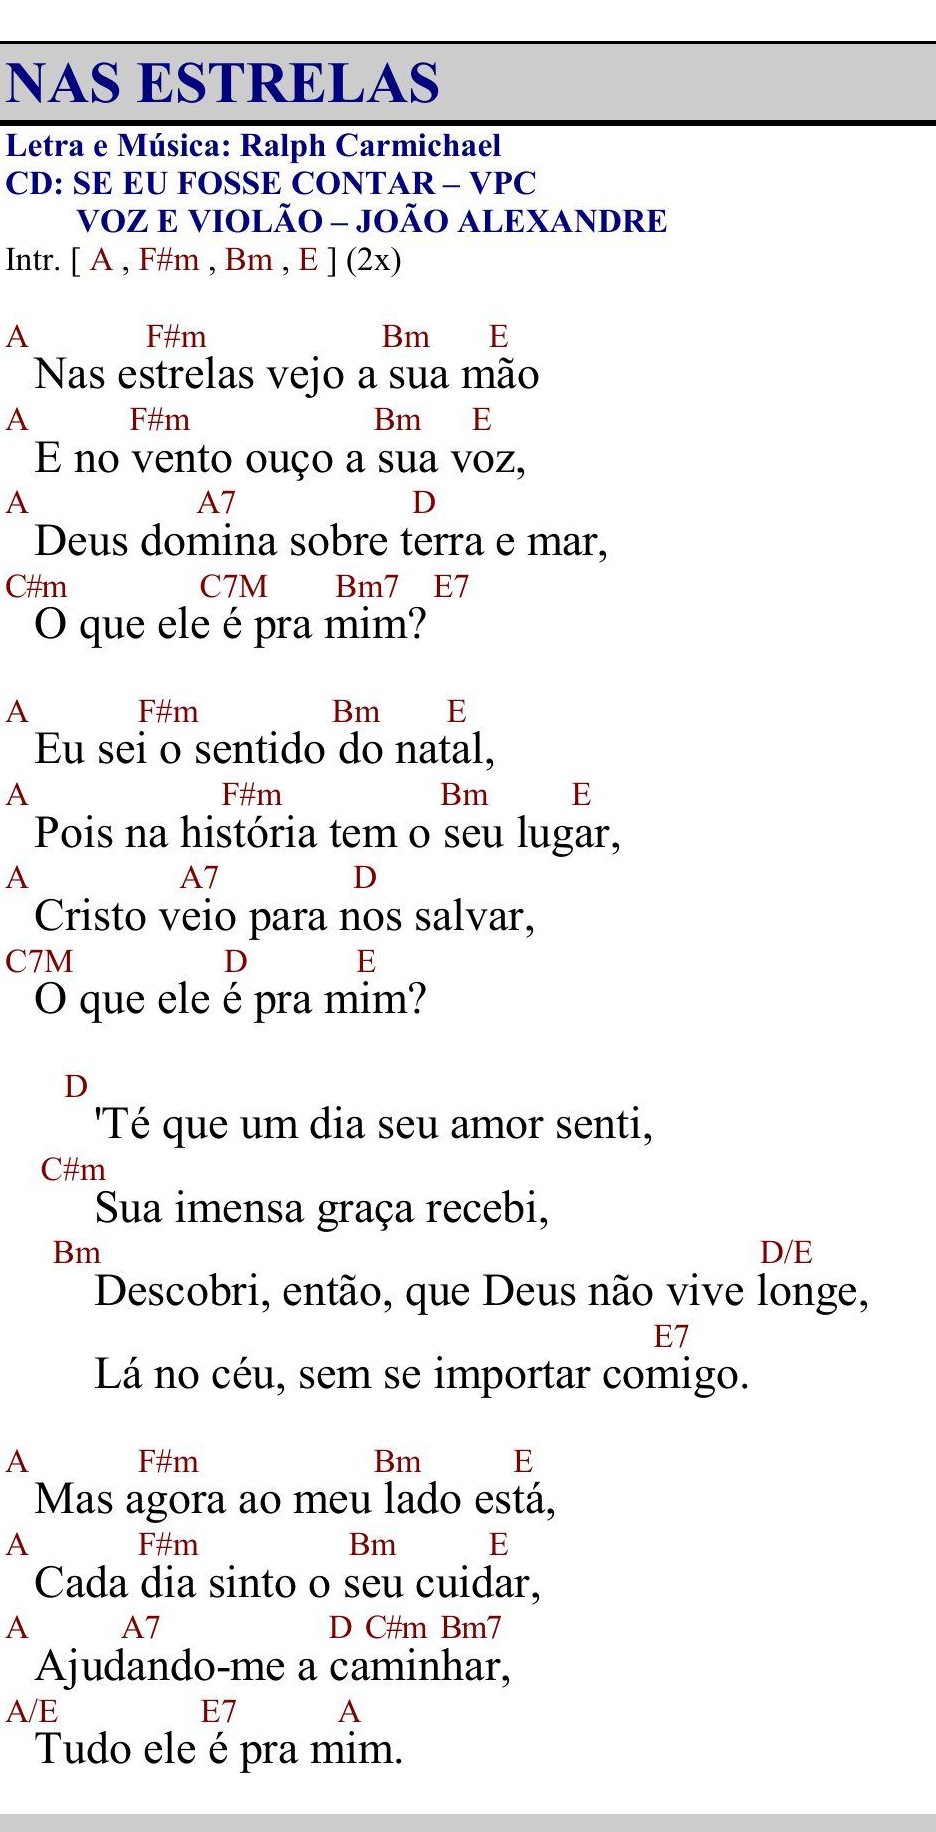 NAS ESTRELAS
Letra e Música: Ralph Carmichael
CD: SE EU FOSSE CONTAR – VPC
VOZ E VIOLÃO – JOÃO ALEXANDRE
Intr. [ A , F#m , Bm , E ] (2x)
A F#m Bm E
Nas estrelas vejo a sua mão
A F#m Bm E
E no vento ouço a sua voz,
A A7 D
Deus domina sobre terra e mar,
C#m C7M Bm7 E7
O que ele é pra mim?
A F#m Bm E
Eu sei o sentido do natal,
A F#m Bm E
Pois na história tem o seu lugar,
A A7 D
Cristo veio para nos salvar,
C7M D E
O que ele é pra mim?
D
'Té que um dia seu amor senti,
C#m
Sua imensa graça recebi,
Bm D/E
Descobri, então, que Deus não vive longe,
E7
Lá no céu, sem se importar comigo.
A F#m Bm E
Mas agora ao meu lado está,
A F#m Bm E
Cada dia sinto o seu cuidar,
A A7 D C#m Bm7
Ajudando-me a caminhar,
A/E E7 A
Tudo ele é pra mim.